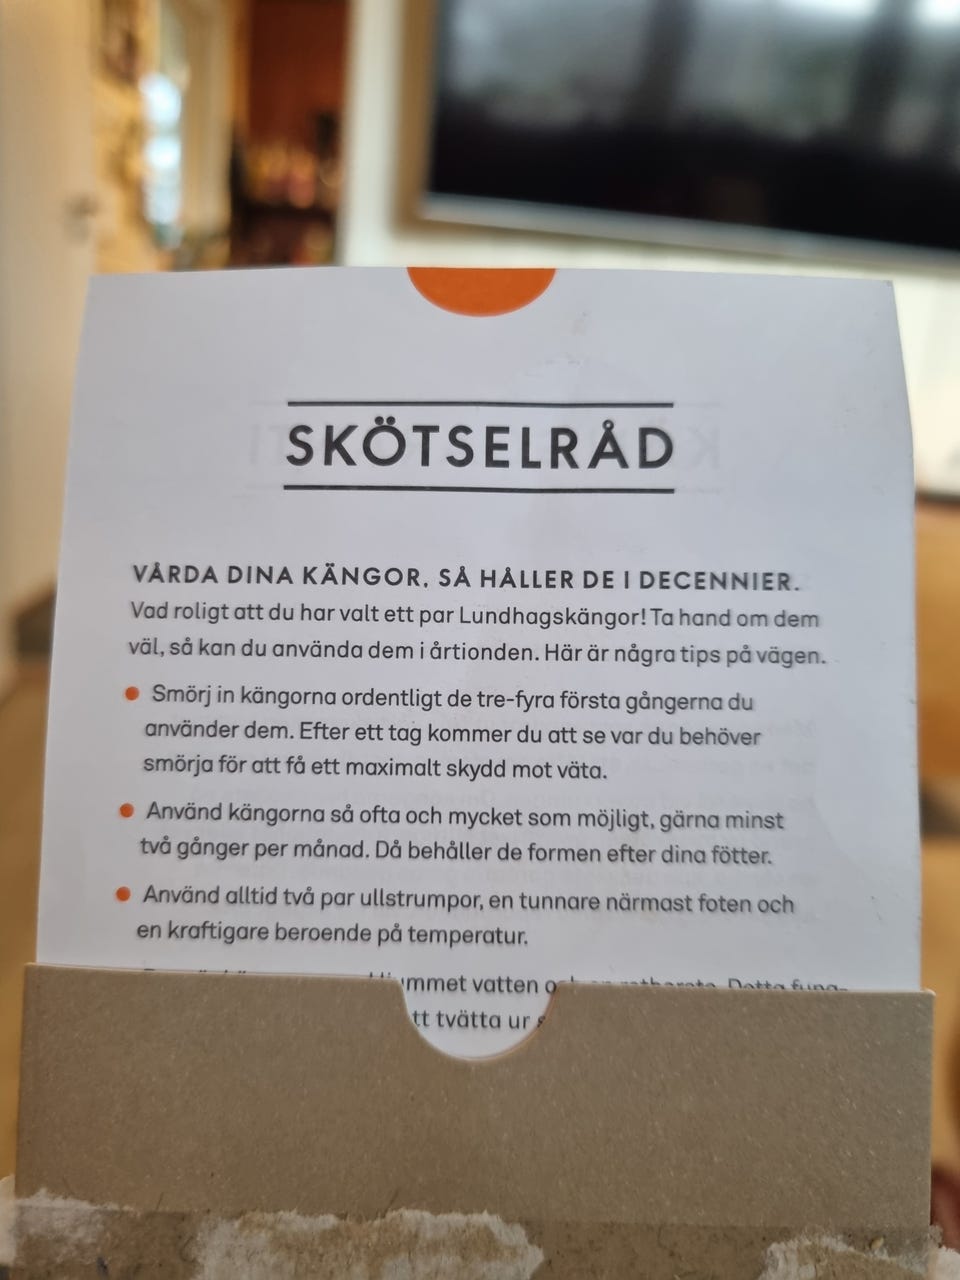 SKÖTSELRÅD
VÅRDA DINA KÄNGOR, SÅ HÅLLER DE I DECENNIER.
Vad roligt att du har valt ett par Lundhagskängor! Ta hand om dem
väl, så kan du använda dem i årtionden. Här är några tips på vägen.
Smörj in kängorna ordentligt de tre-fyra första gångerna du
använder dem. Efter ett tag kommer du att se var du behöver
smörja för att få ett maximalt skydd mot väta.
Använd kängorna så ofta och mycket som möjligt, gärna minst
två gånger per månad. Då behåller de formen efter dina fötter.
Använd alltid två par ullstrumpor, en tunnare närmast foten och
en kraftigare beroende på temperatur.
vatten Detta
tvätta ur